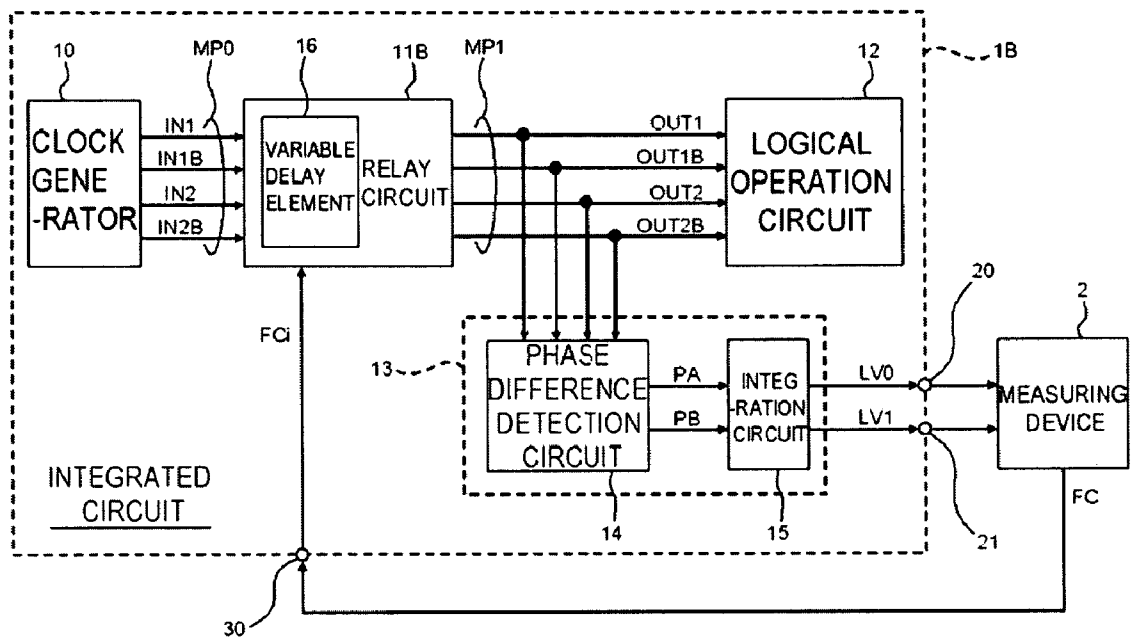 10
MP0
16
11B
MP1
12
1B
CLOCK
GENE
-RATOR
IN1
IN1B
IN2
IN2B
VARIABLE
DELAY
ELEMENT
RELAY
CIRCUIT
OUT1
OUT1B
OUT2
OUT2B
LOGICAL
OPERATION
CIRCUIT
FCi
13
PHASE
DIFFERENCE
DETECTION
CIRCUIT
PA
PB
INTEG
-RATION
CIRCUIT
LV0
LV1
20
2
MEASURING
DEVICE
INTEGRATED
CIRCUIT
14
15
21
FC
30